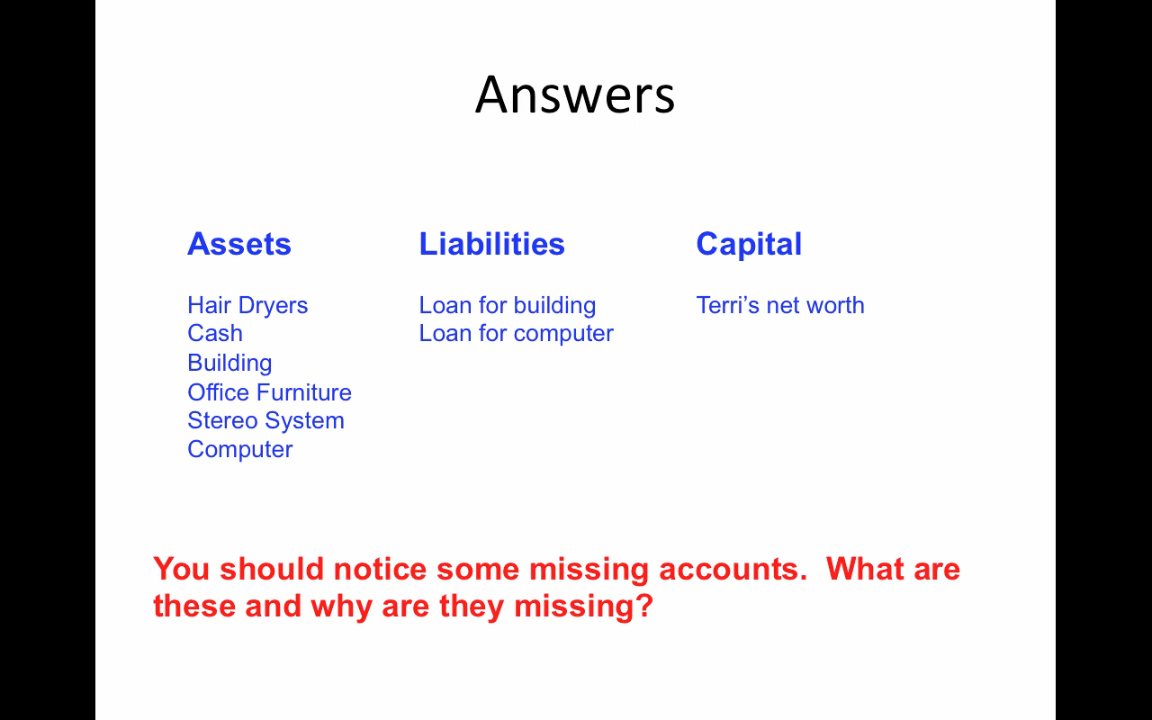 Answers
Assets Liabilities Capital
Hair Dryers Loan for building Terri’s net worth
Cash Loan for computer
Building
Office Furniture
Stereo System
Computer
You should notice some missing accounts.  What are
these and why are they missing?